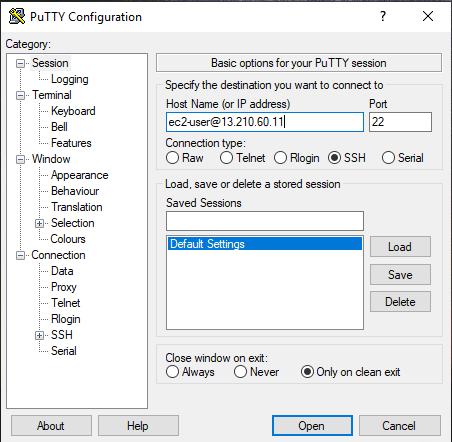 PuTTY Configuration
?
Category:
Session
Logging
Terminal
Keyboard
Bell
Features
Window
Appearance
Behaviour
Translation
Selection
Colours
Connection
Data
Proxy
Telnet
Rlogin
SSH
Serial
Basic options for your PuTTY session
Specify the destination you want to connect to
Host Name (or IP address) Port
ec2-user@13.210.60.11 22
Connection type:
Raw Telnet Rlogin SSH Serial
Load, save or delete a stored session
Saved Sessions
Default Settings
Load
Save
Delete
Close window on exit:
Always Never Only on clean exit
About Help Open Cancel